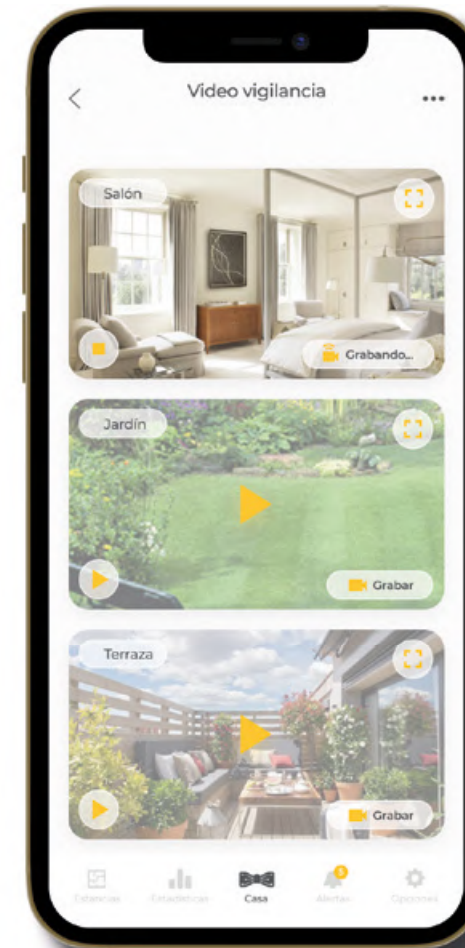 Video vigilancia
Salón
Grabando...
Jardín
Grabar
Terraza
Grabar
Estancias
Estadísticas
Casa
Alertas
Opciones